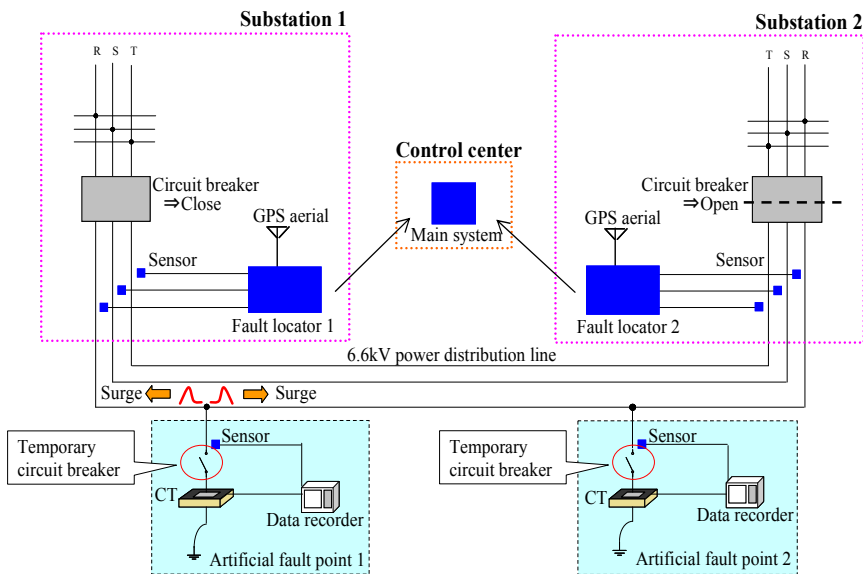 Substation 1
R S T
Circuit breaker
⇒Close
GPS aerial
Sensor
Fault locator 1
Control center
Main system
Substation 2
T S R
Circuit breaker
⇒Open
GPS aerial
Sensor
Fault locator 2
6.6kV power distribution line
Surge
Surge
Temporary
circuit breaker
Sensor
CT
Data recorder
Artificial fault point 1
Temporary
circuit breaker
Sensor
CT
Data recorder
Artificial fault point 2